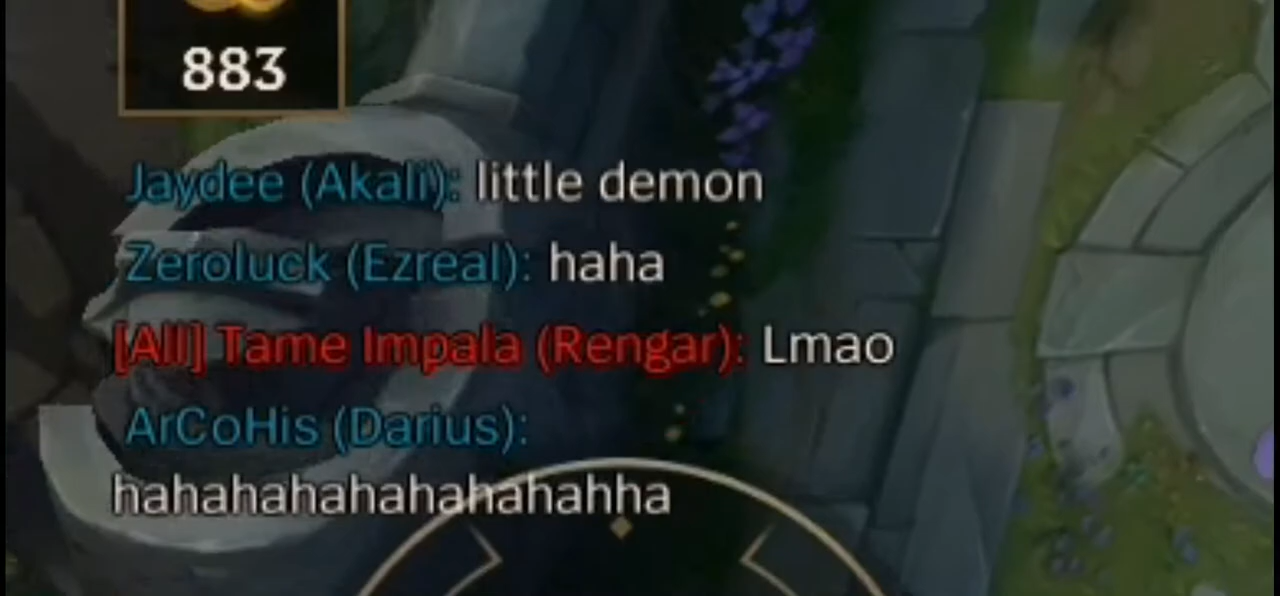 883
Jaydee (Akali): little demon
Zeroluck (Ezreal): haha
[All] Tame Impala (Rengar): Lmao
ArCoHis (Darius):
hahahahahahahahahha